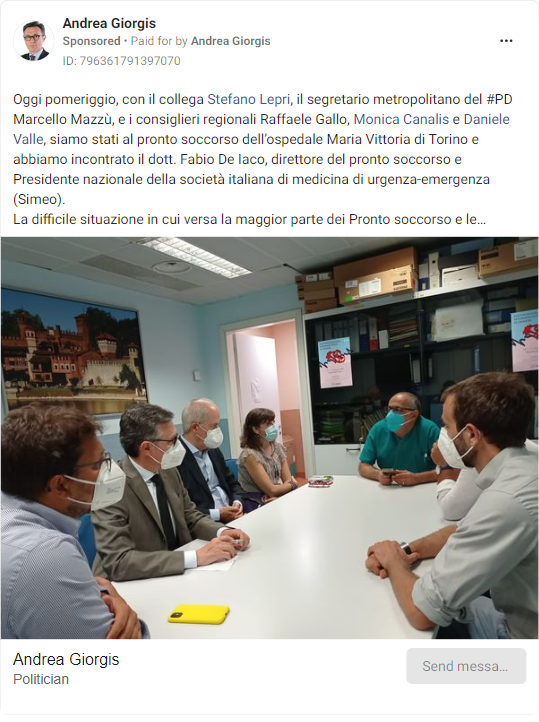 Andrea Giorgis
Sponsored • Paid for by Andrea Giorgis
ID: 796361791397070
Oggi pomeriggio, con il collega Stefano Lepri, il segretario metropolitano del #PD
Marcello Mazzù, e i consiglieri regionali Raffaele Gallo, Monica Canalis e Daniele
Valle, siamo stati al pronto soccorso dell'ospedale Maria Vittoria di Torino e
abbiamo incontrato il dott. Fabio De Iaco, direttore del pronto soccorso e
Presidente nazionale della società italiana di medicina di urgenza-emergenza
(Simeo).
La difficile situazione in cui versa la maggior parte dei Pronto soccorso e le…
Andrea Giorgis
Politician
Send messa...